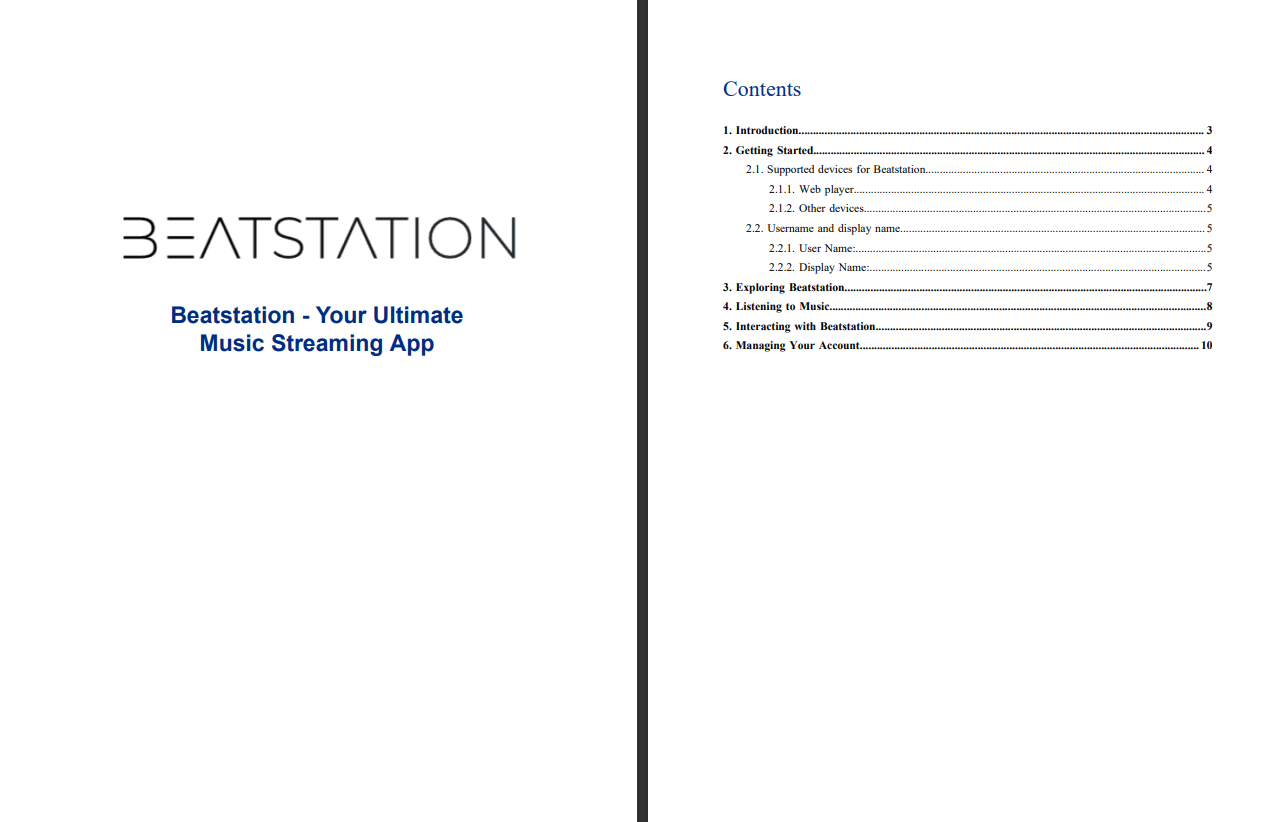 BEATSTATION
Beatstation - Your Ultimate
Music Streaming App
Contents
1. Introduction........................................................................................................................................... 3
2. Getting Started...................................................................................................................................... 4
2.1. Supported devices for Beatstation................................................................................................ 4
2.1.1. Web player......................................................................................................................... 4
2.1.2. Other devices......................................................................................................................5
2.2. Username and display name......................................................................................................... 5
2.2.1. User Name:.........................................................................................................................5
2.2.2. Display Name:....................................................................................................................5
3. Exploring Beatstation............................................................................................................................7
4. Listening to Music.................................................................................................................................8
5. Interacting with Beatstation..................................................................................................................9
6. Managing Your Account..................................................................................................................... 10